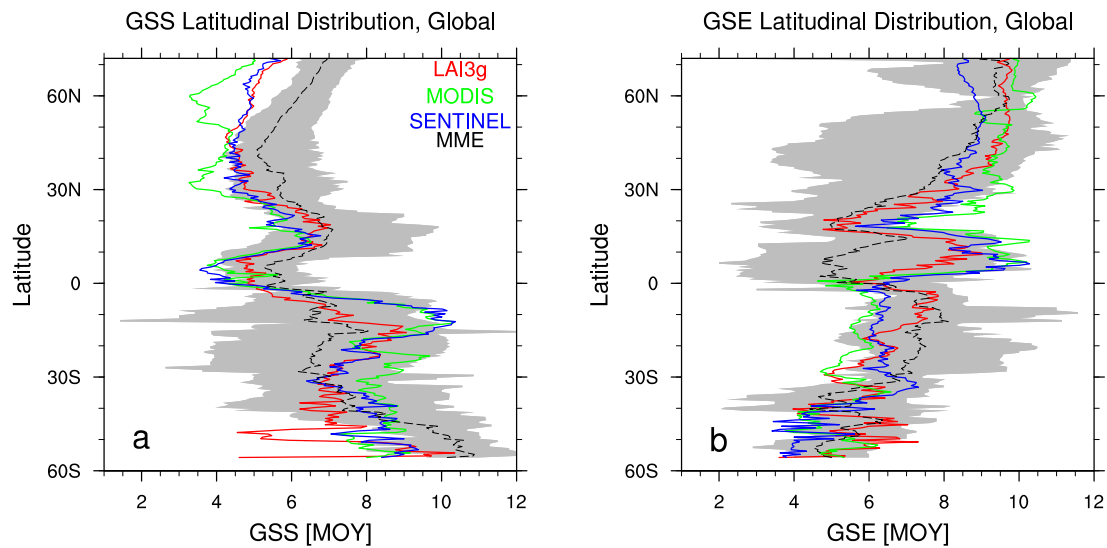 GSS Latitudinal Distribution, Global
LAI3g
MODIS
SENTINEL
MME
60N
30N
0
30S
60S
Latitude
a
2 4 6 8 10 12
GSS [MOY]
GSE Latitudinal Distribution, Global
60N
30N
0
30S
60S
Latitude
b
4 6 8 10 12
GSE [MOY]